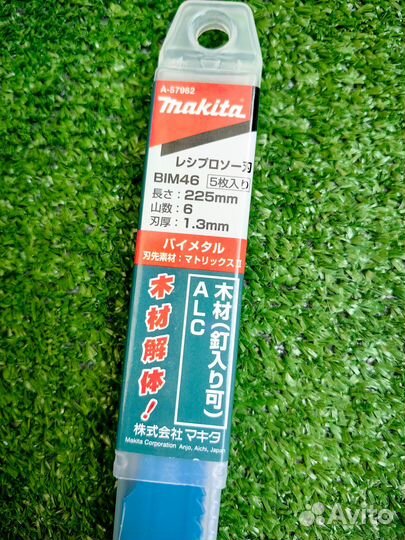 A-57962
makita
レシプロソー刃
BIM46 5枚入り
長さ：225mm
山数：6
刃厚：1.3mm
バイメタル
刃先素材：マトリックスⅡ
木材解体！
木材（釘入り可）
ALC
株式会社マキタ
Makita Corporation Anjo, Aichi, Japan
Avito